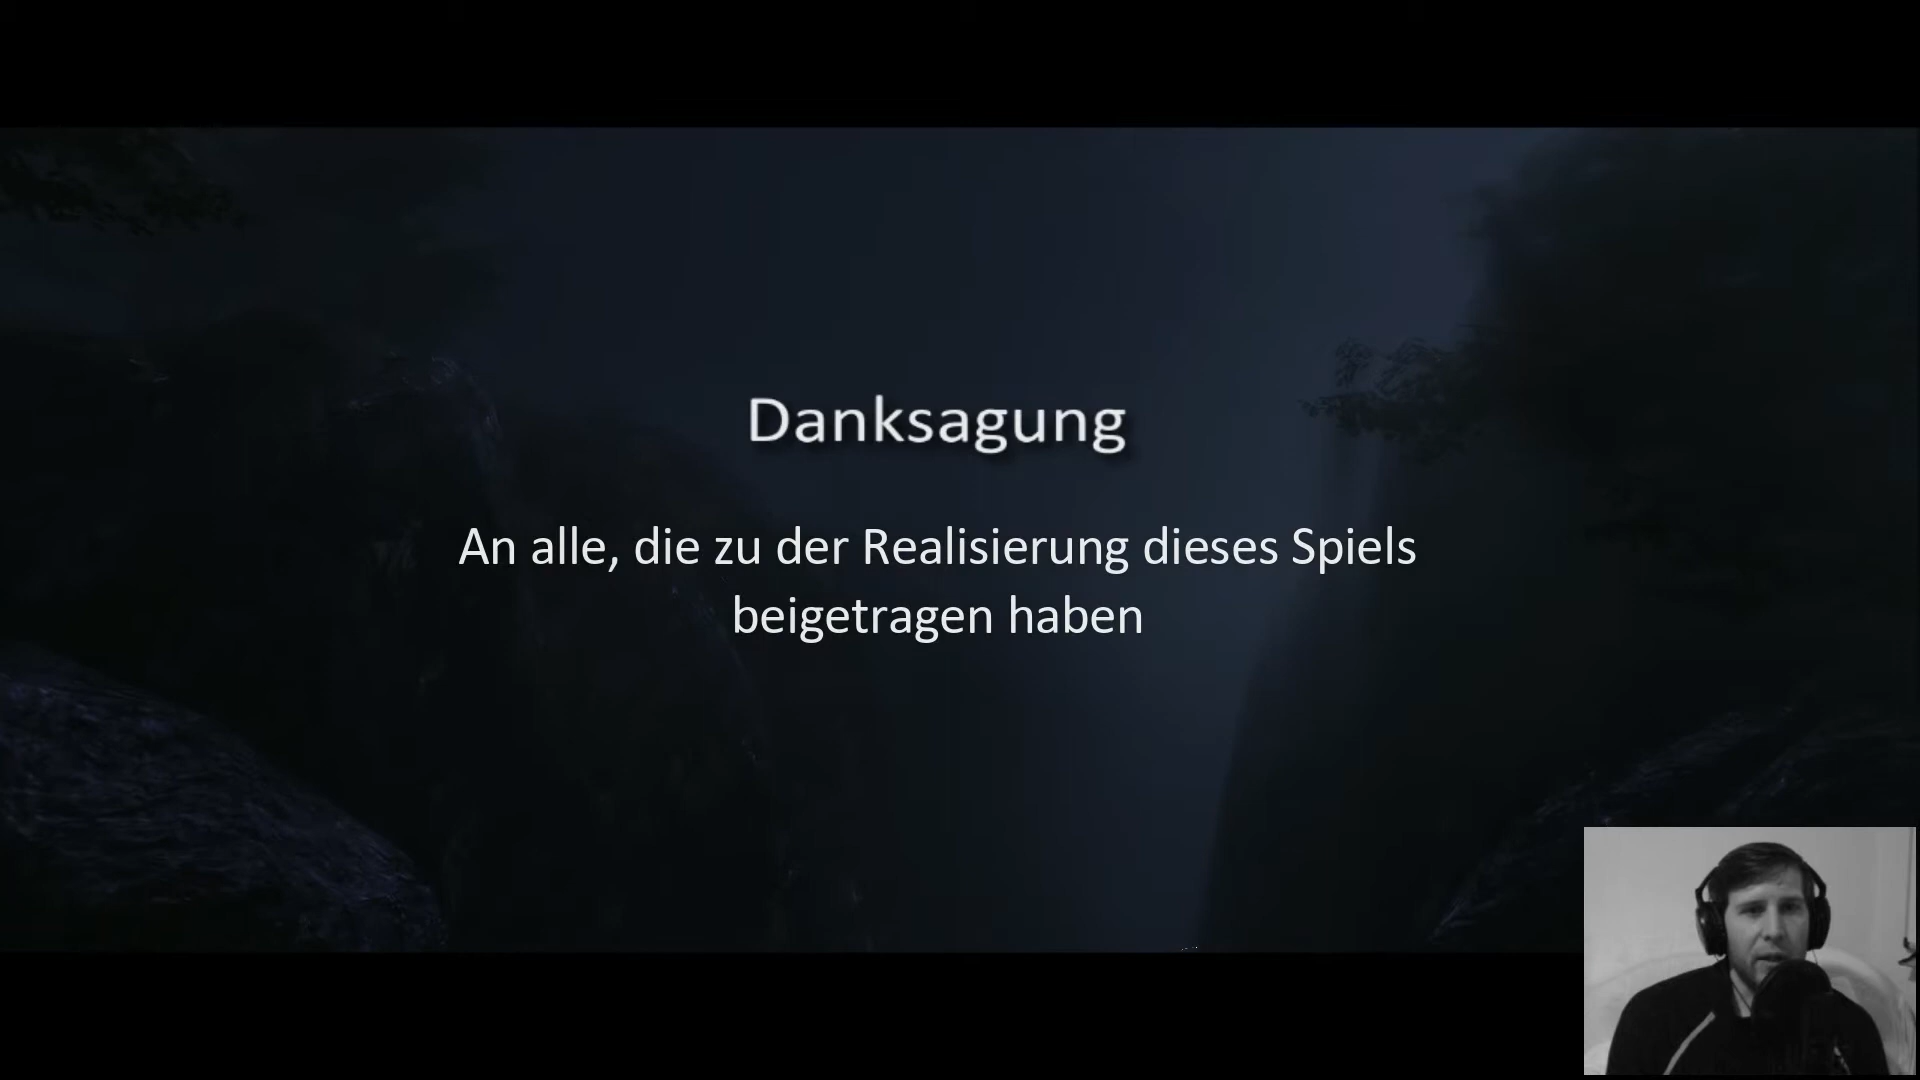 Danksagung
An alle, die zu der Realisierung dieses Spiels
beigetragen haben